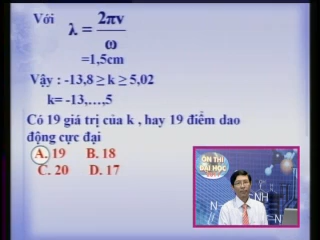 Với λ = 2πv / ω
=1,5cm
Vậy : -13,8 ≥ k ≥ 5,02
k= -13,...,5
Có 19 giá trị của k , hay 19 điểm dao
động cực đại
A. 19 B. 18
C. 20 D. 17
ÔN THI
ĐẠI HỌC
N
NH
N